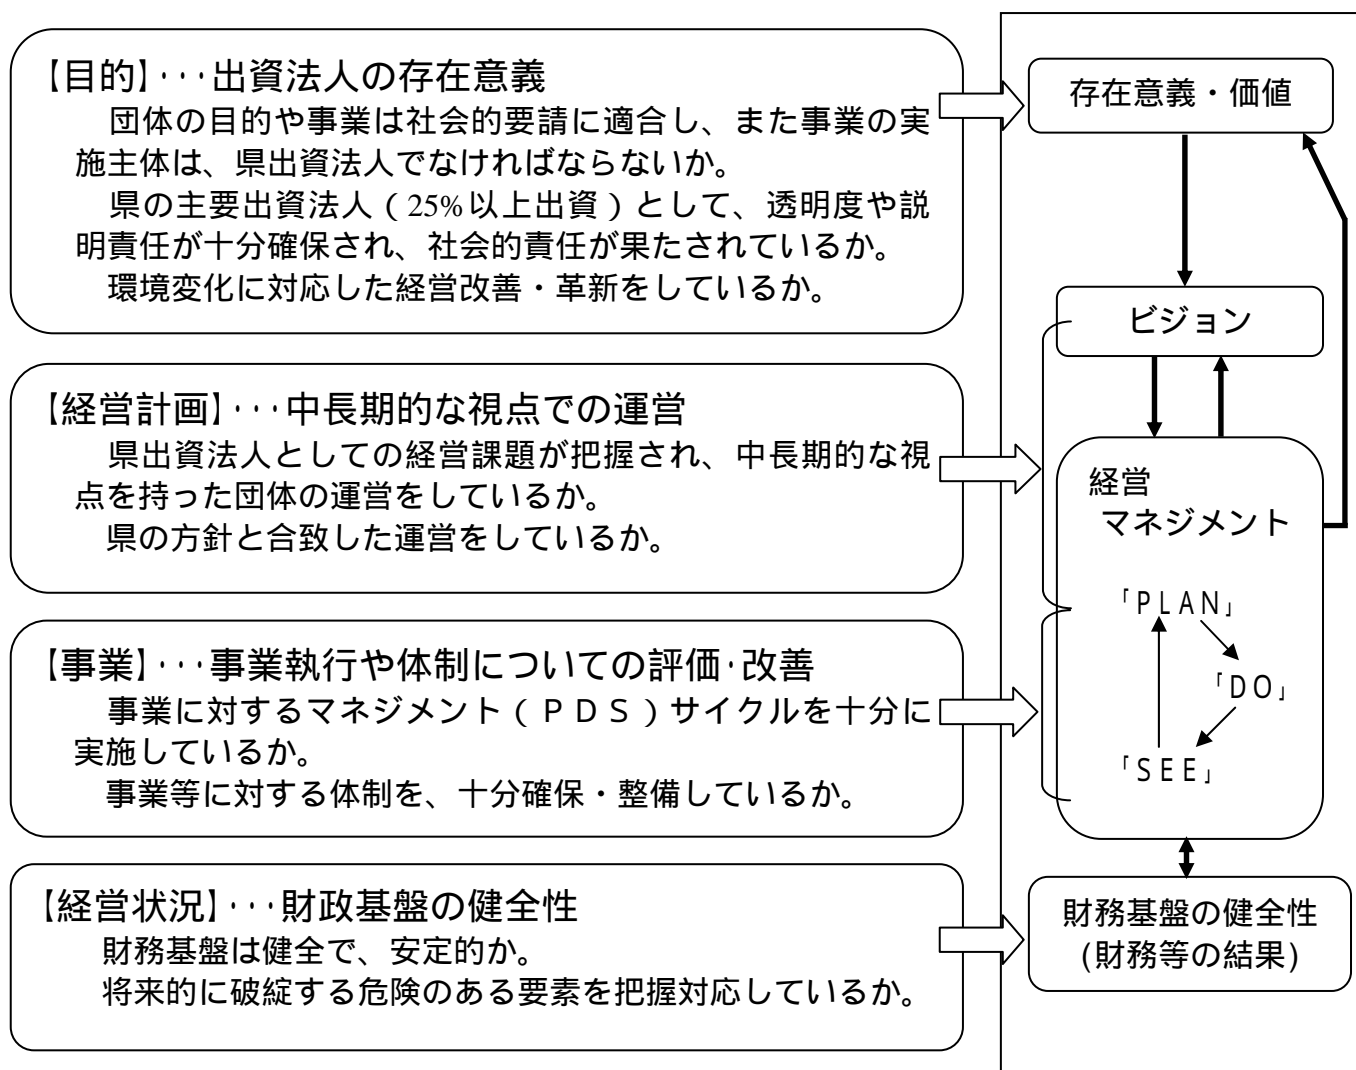 【目的】･･･出資法人の存在意義
団体の目的や事業は社会的要請に適合し、また事業の実
施主体は、県出資法人でなければならないか。
県の主要出資法人（25%以上出資）として、透明度や説
明責任が十分確保され、社会的責任が果たされているか。
環境変化に対応した経営改善・革新をしているか。
【経営計画】･･･中長期的な視点での運営
県出資法人としての経営課題が把握され、中長期的な視
点を持った団体の運営をしているか。
県の方針と合致した運営をしているか。
【事業】･･･事業執行や体制についての評価･改善
事業に対するマネジメント（ＰＤＳ）サイクルを十分に
実施しているか。
事業等に対する体制を、十分確保・整備しているか。
【経営状況】･･･財政基盤の健全性
財務基盤は健全で、安定的か。
将来的に破綻する危険のある要素を把握対応しているか。
存在意義・価値
ビジョン
経営
マネジメント
「ＰＬＡＮ」
「ＤＯ」
「ＳＥＥ」
財務基盤の健全性
(財務等の結果)